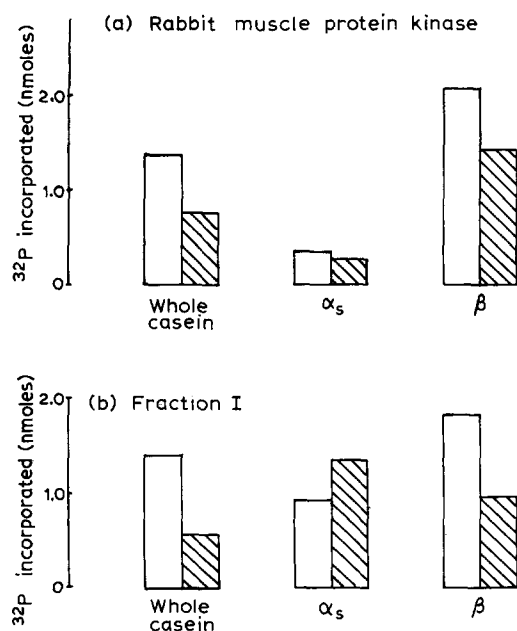 (a) Rabbit muscle protein kinase
³²P incorporated (nmoles)
2.0
1.0
0
Whole casein
αs
β
(b) Fraction I
³²P incorporated (nmoles)
2.0
1.0
0
Whole casein
αs
β